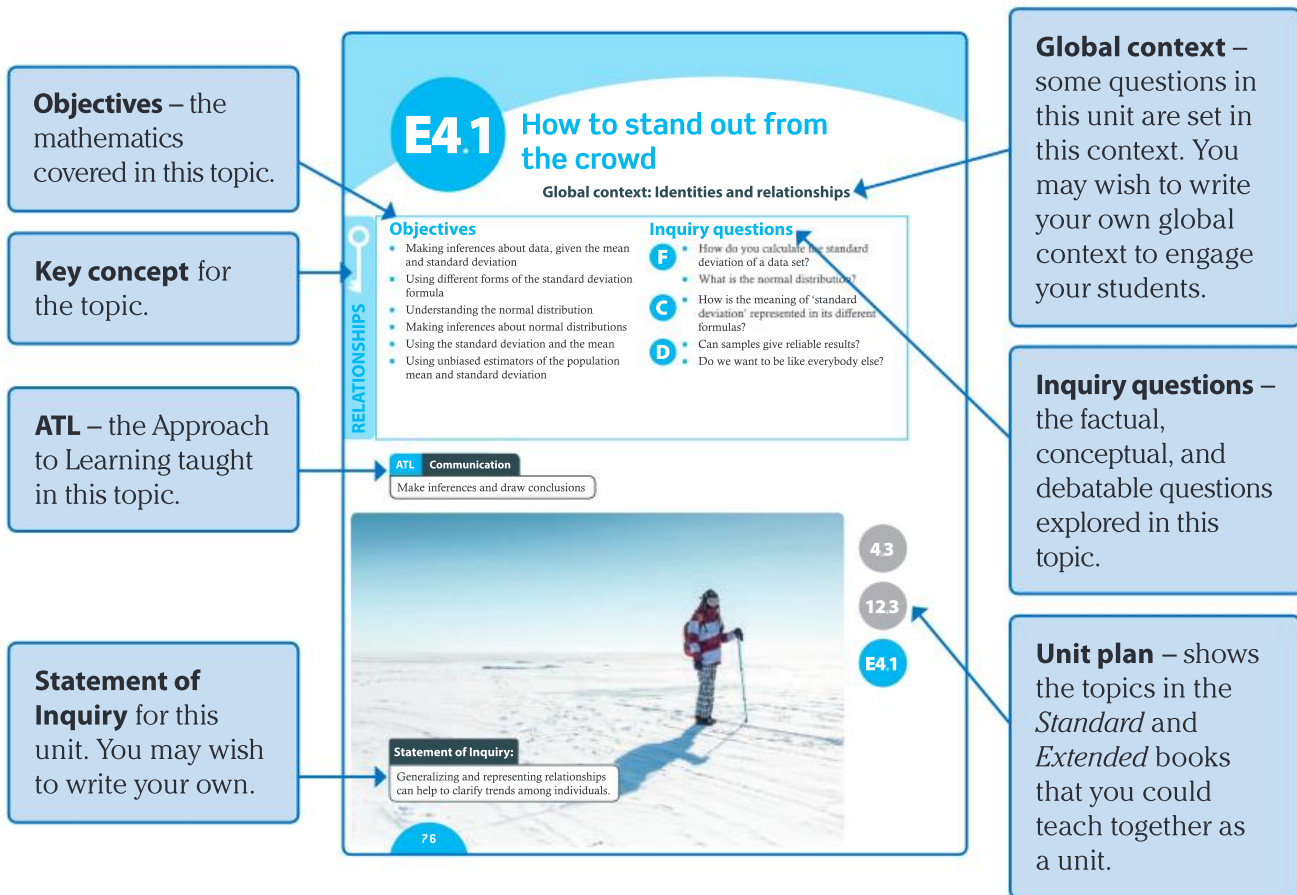 Objectives – the
mathematics
covered in this topic.
Key concept for
the topic.
ATL – the Approach
to Learning taught
in this topic.
Statement of
Inquiry for this
unit. You may wish
to write your own.
E4.1
How to stand out from
the crowd
Global context: Identities and relationships
RELATIONSHIPS
Objectives
• Making inferences about data, given the mean
and standard deviation
• Using different forms of the standard deviation
formula
• Understanding the normal distribution
• Making inferences about normal distributions
• Using the standard deviation and the mean
• Using unbiased estimators of the population
mean and standard deviation
Inquiry questions
F
• How do you calculate the standard
deviation of a data set?
• What is the normal distribution?
C
• How is the meaning of ‘standard
deviation’ represented in its different
formulas?
D
• Can samples give reliable results?
• Do we want to be like everybody else?
ATL Communication
Make inferences and draw conclusions
4.3
12.3
E4.1
Statement of Inquiry:
Generalizing and representing relationships
can help to clarify trends among individuals.
76
Global context –
some questions in
this unit are set in
this context. You
may wish to write
your own global
context to engage
your students.
Inquiry questions –
the factual,
conceptual, and
debatable questions
explored in this
topic.
Unit plan – shows
the topics in the
Standard and
Extended books
that you could
teach together as
a unit.